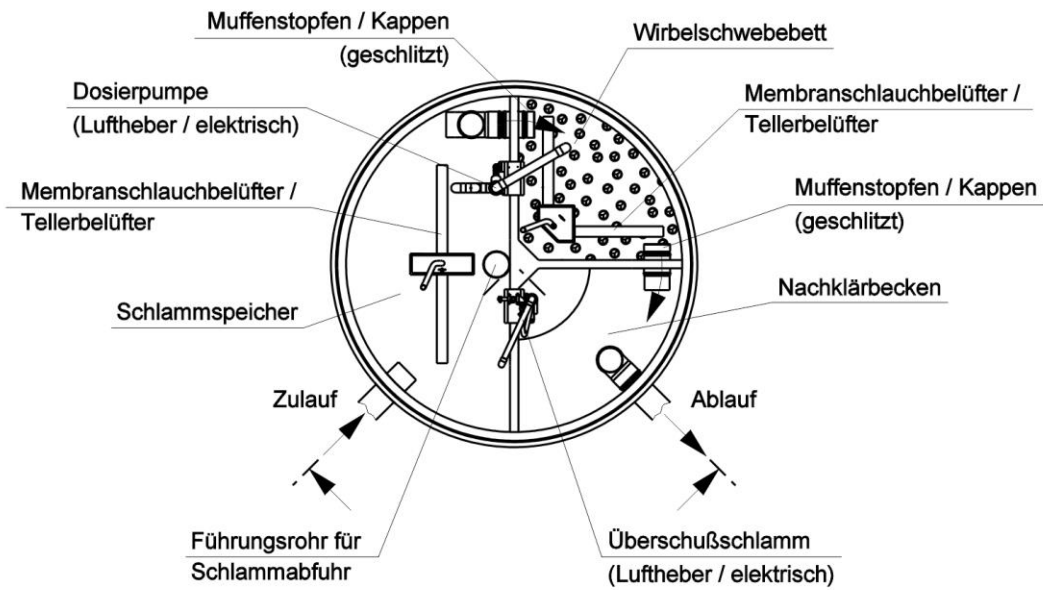 Muffenstopfen / Kappen
(geschlitzt)
Wirbelschwebebett
Dosierpumpe
(Luftheber / elektrisch)
Membranschlauchbelüfter /
Tellerbelüfter
Membranschlauchbelüfter /
Tellerbelüfter
Muffenstopfen / Kappen
(geschlitzt)
Schlammspeicher
Nachklärbecken
Zulauf
Ablauf
Führungsrohr für
Schlammabfuhr
Überschußschlamm
(Luftheber / elektrisch)